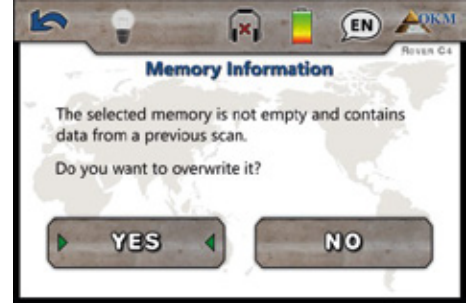 EN
OKM
Rover C4
Memory Information
The selected memory is not empty and contains
data from a previous scan.
Do you want to overwrite it?
YES
NO